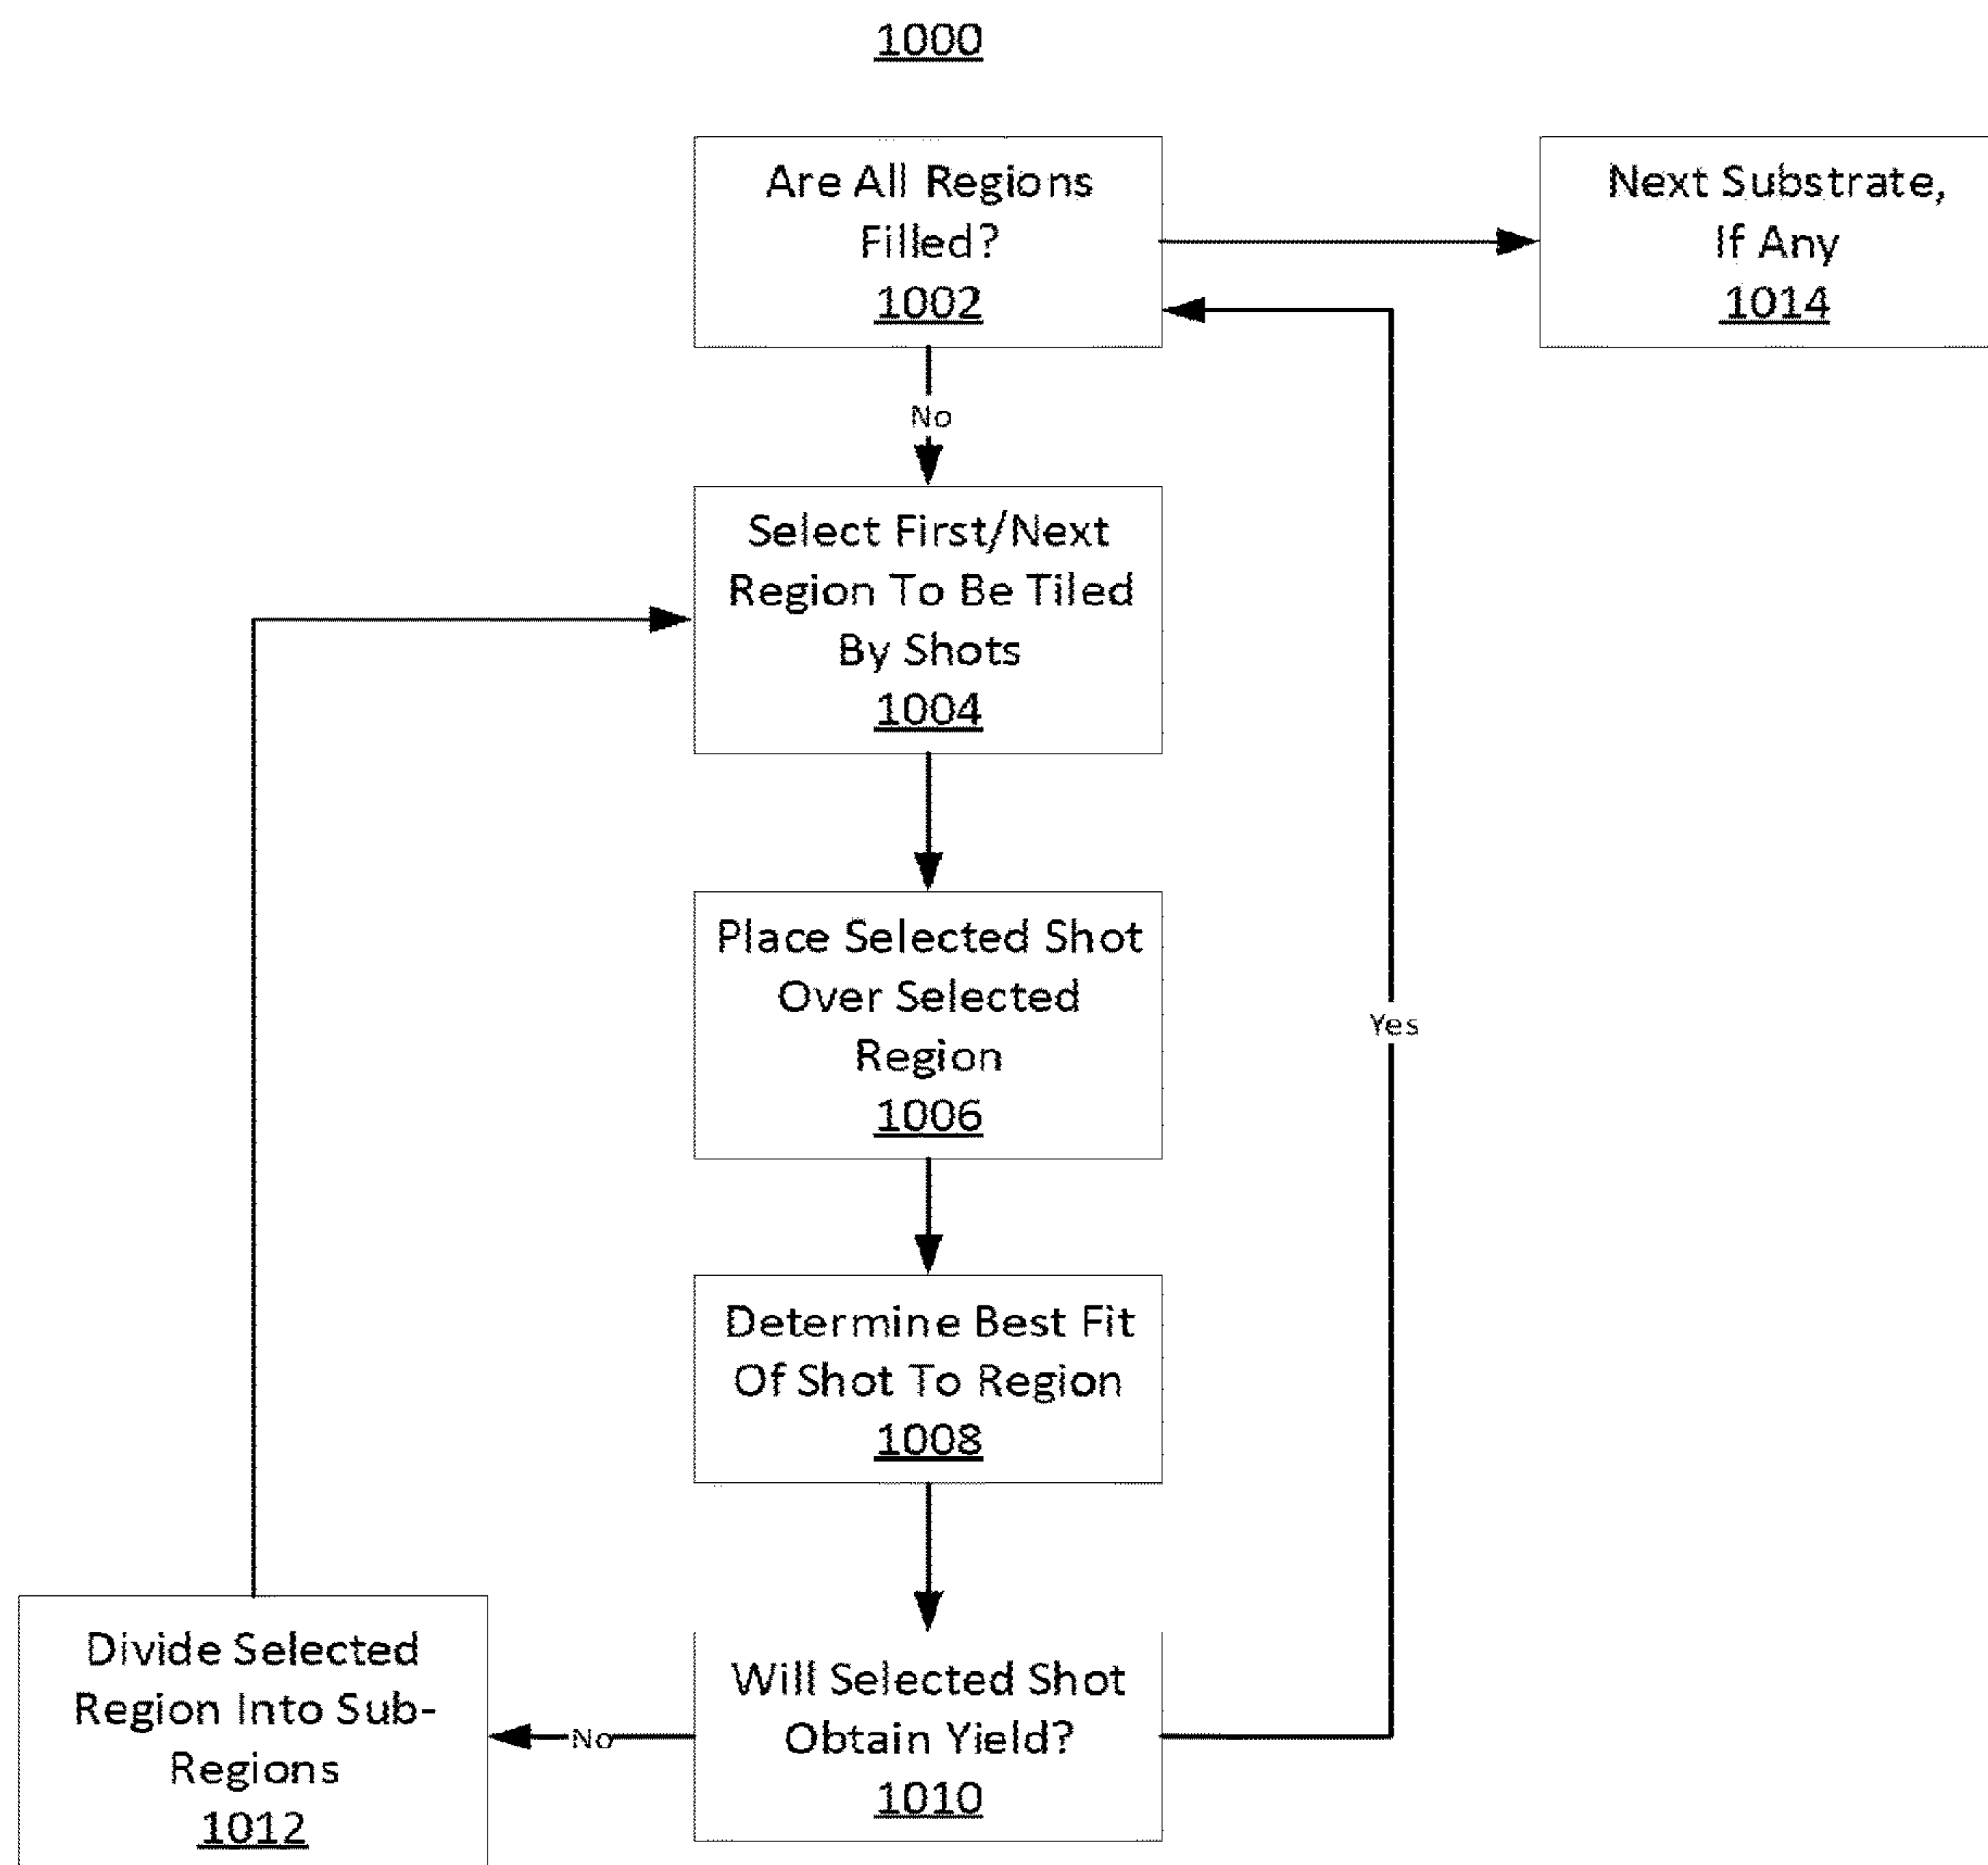 1000
Are All Regions
Filled?
1002
Next Substrate,
If Any
1014
No
Select First/Next
Region To Be Tiled
By Shots
1004
Place Selected Shot
Over Selected
Region
1006
Yes
Determine Best Fit
Of Shot To Region
1008
Divide Selected
Region Into Sub-
Regions
1012
No
Will Selected Shot
Obtain Yield?
1010